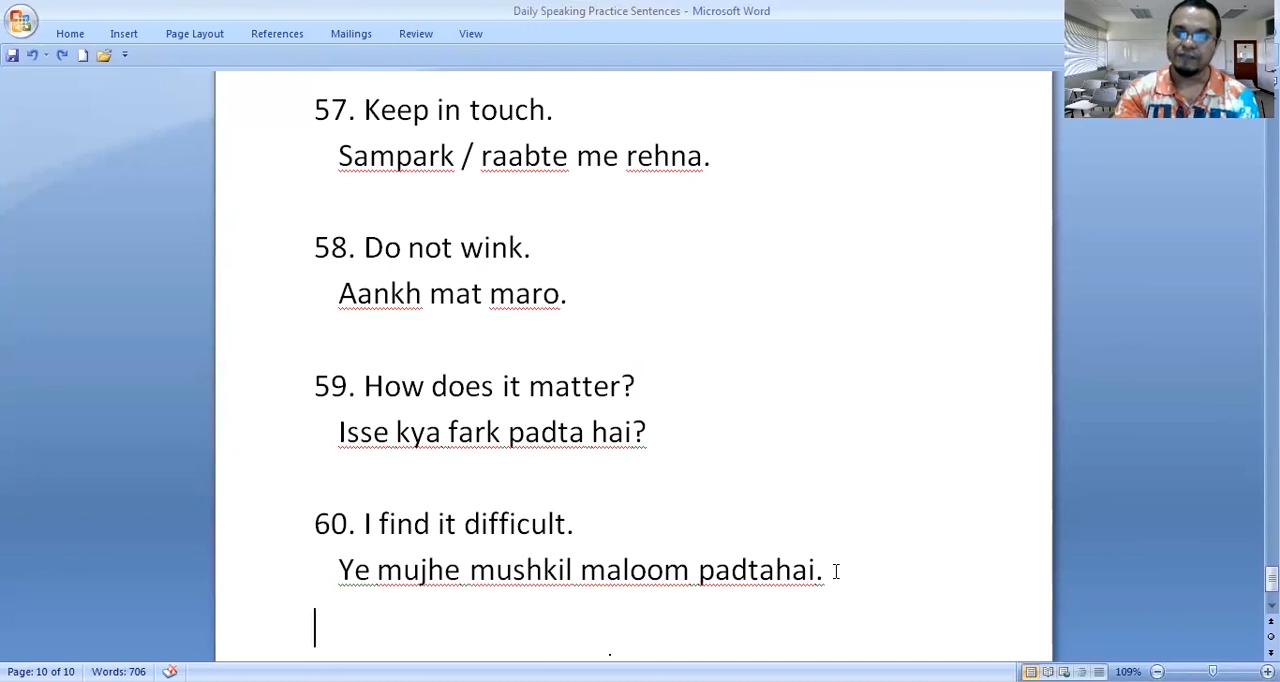 Daily Speaking Practice Sentences - Microsoft Word
Home Insert Page Layout References Mailings Review View
57. Keep in touch.
Sampark / raabte me rehna.
58. Do not wink.
Aankh mat maro.
59. How does it matter?
Isse kya fark padta hai?
60. I find it difficult.
Ye mujhe mushkil maloom padtahai.
Page: 10 of 10 Words: 706 109%